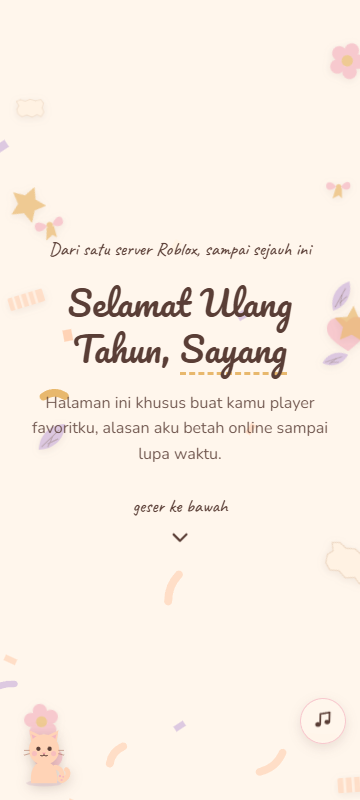 Dari satu server Roblox, sampai sejauh ini
Selamat Ulang
Tahun, Sayang
Halaman ini khusus buat kamu player
favoritku, alasan aku betah online sampai
lupa waktu.
geser ke bawah